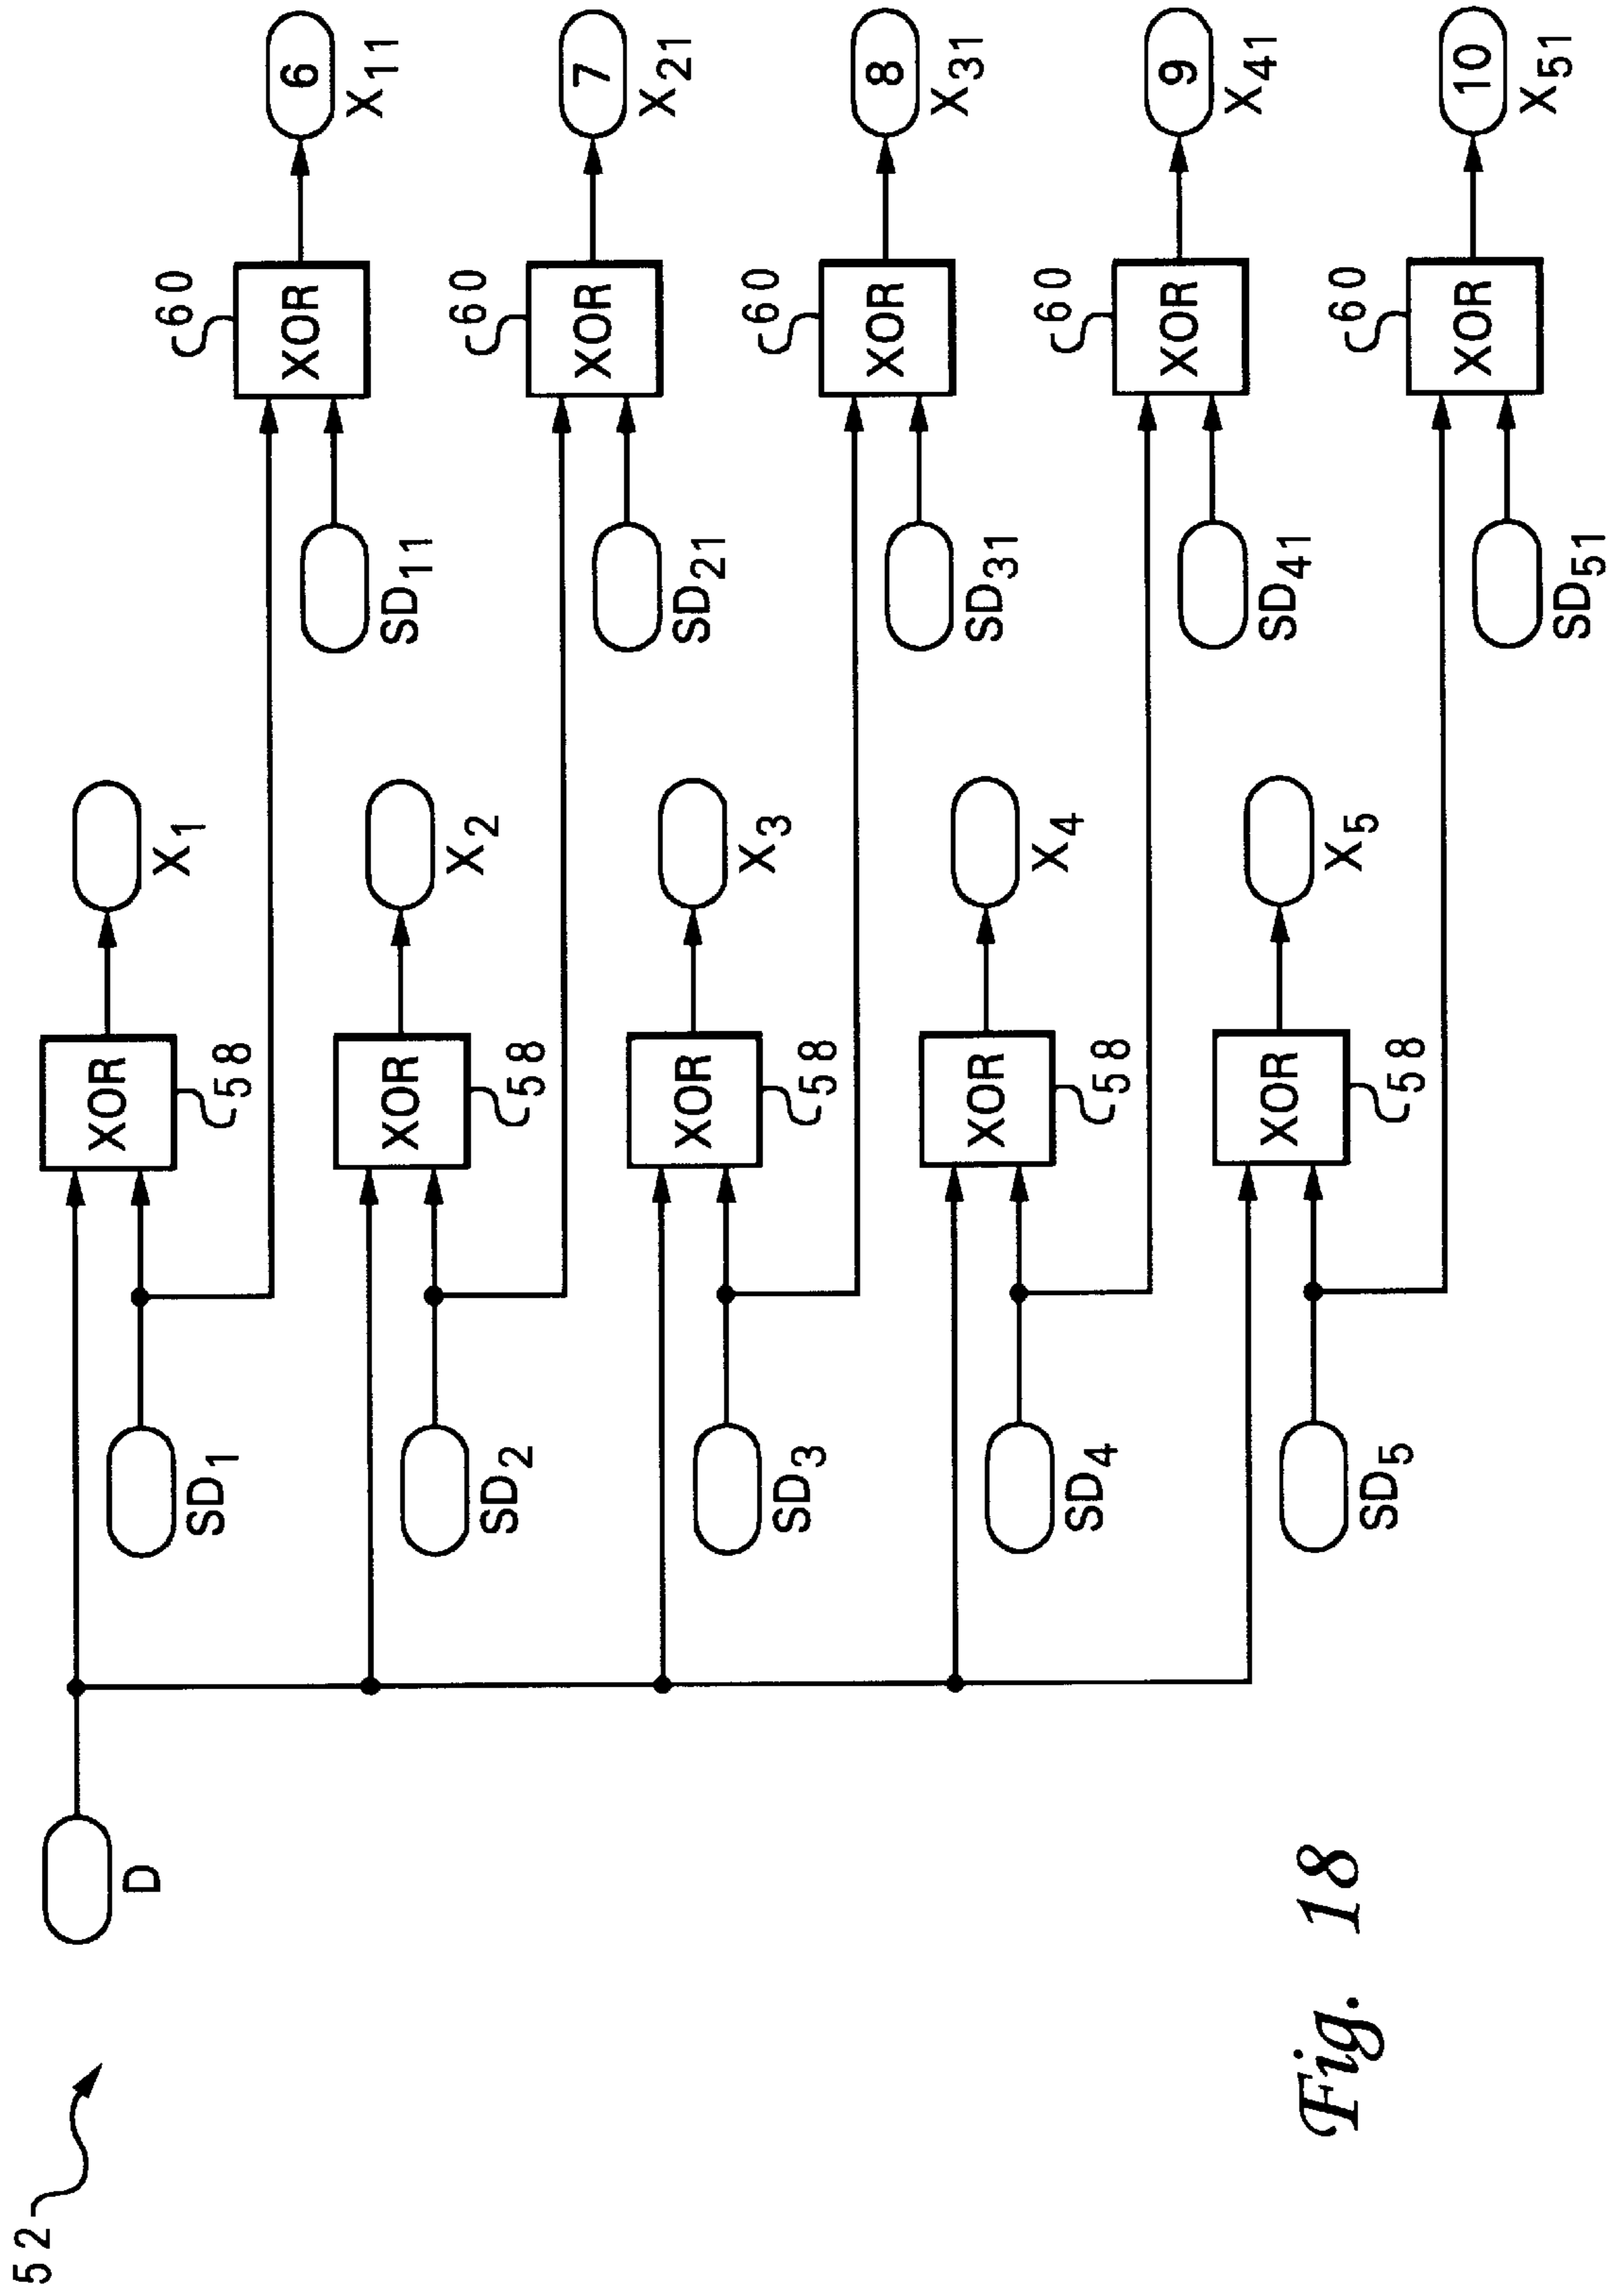 52
D
SD1
XOR
58
X1
SD11
XOR
60
6
X11
SD2
XOR
58
X2
SD21
XOR
60
7
X21
SD3
XOR
58
X3
SD31
XOR
60
8
X31
SD4
XOR
58
X4
SD41
XOR
60
9
X41
SD5
XOR
58
X5
SD51
XOR
60
10
X51
Fig. 18